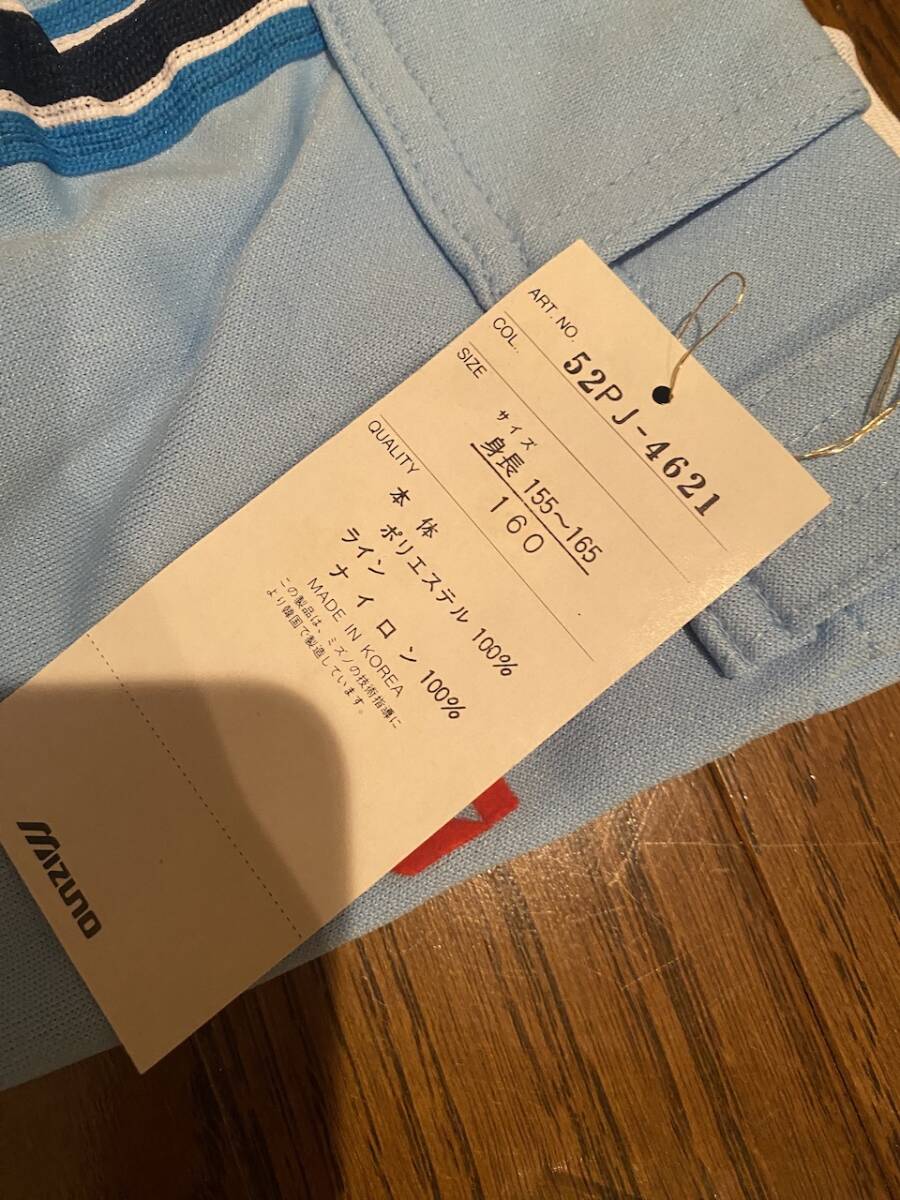 ART. NO. 52PJ-4621
COL.
SIZE
サイズ
身長 155〜165
160
QUALITY
本体 ポリエステル 100%
ライン ナイロン 100%
MADE IN KOREA
この製品は、ミズノの技術指導に
より韓国で製造しています。
MIZUNO